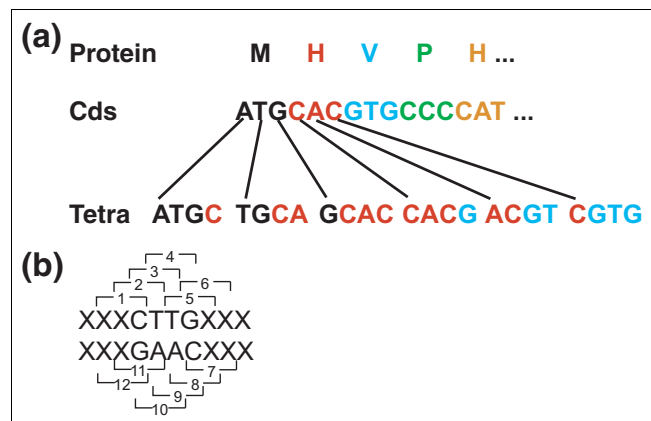 (a)
Protein M H V P H ...
Cds ATGCACGTGCCCCAT ...
Tetra ATGC TGCA GCAC CACG ACGT CGTG
(b)
4
3
2 6
1 5
XXXCTTGXXX
XXXGAACXXX
11 7
12 8
9
10